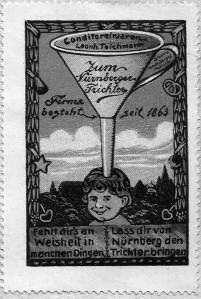 Conditoreiwaren
Leonh. Teichmann
Zum
Nürnberger
Trichter
Firma
besteht seit 1863
Fehlt dirs an
Weisheit in
manchen Dingen,
Lass dir von
Nürnberg den
Trichter bringen